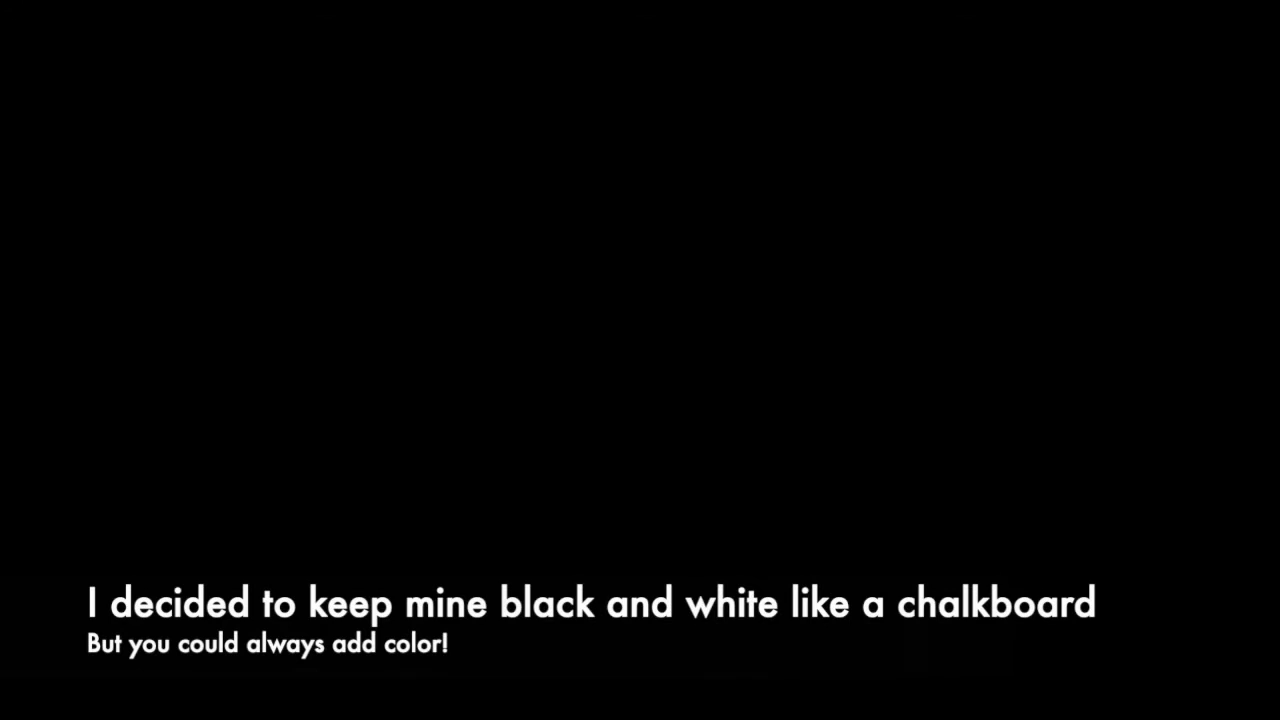 I decided to keep mine black and white like a chalkboard
But you could always add color!